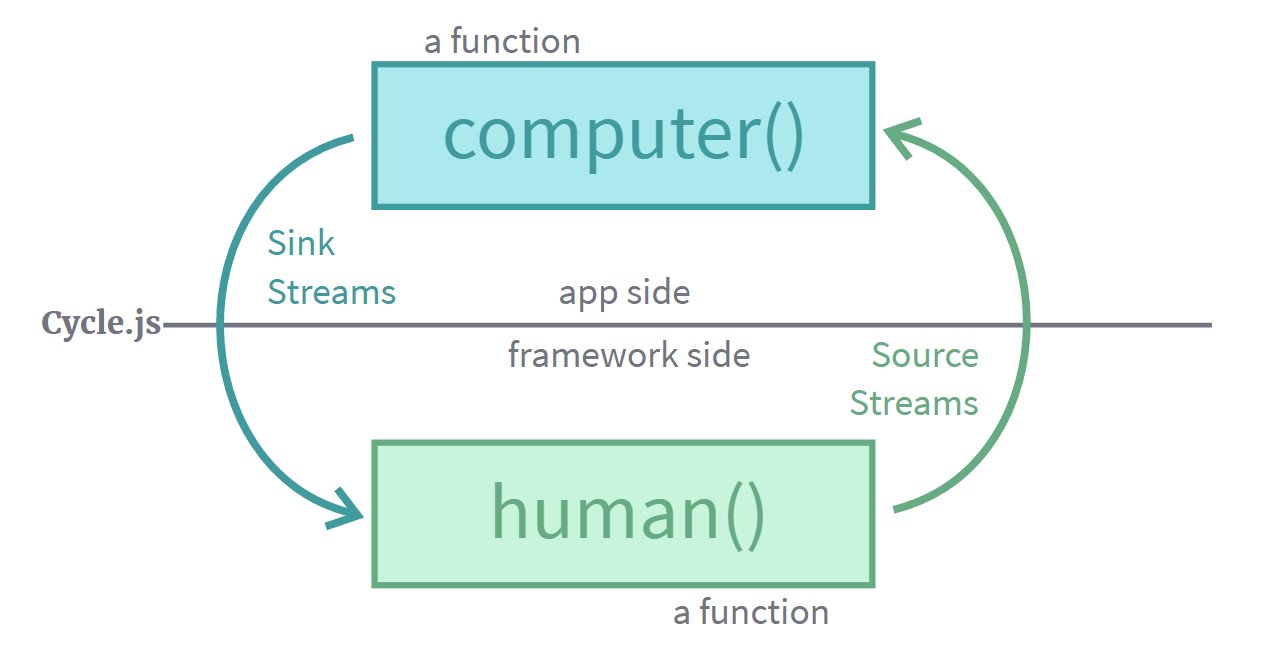 a function
computer()
Sink
Streams
app side
Cycle.js
framework side
Source
Streams
human()
a function